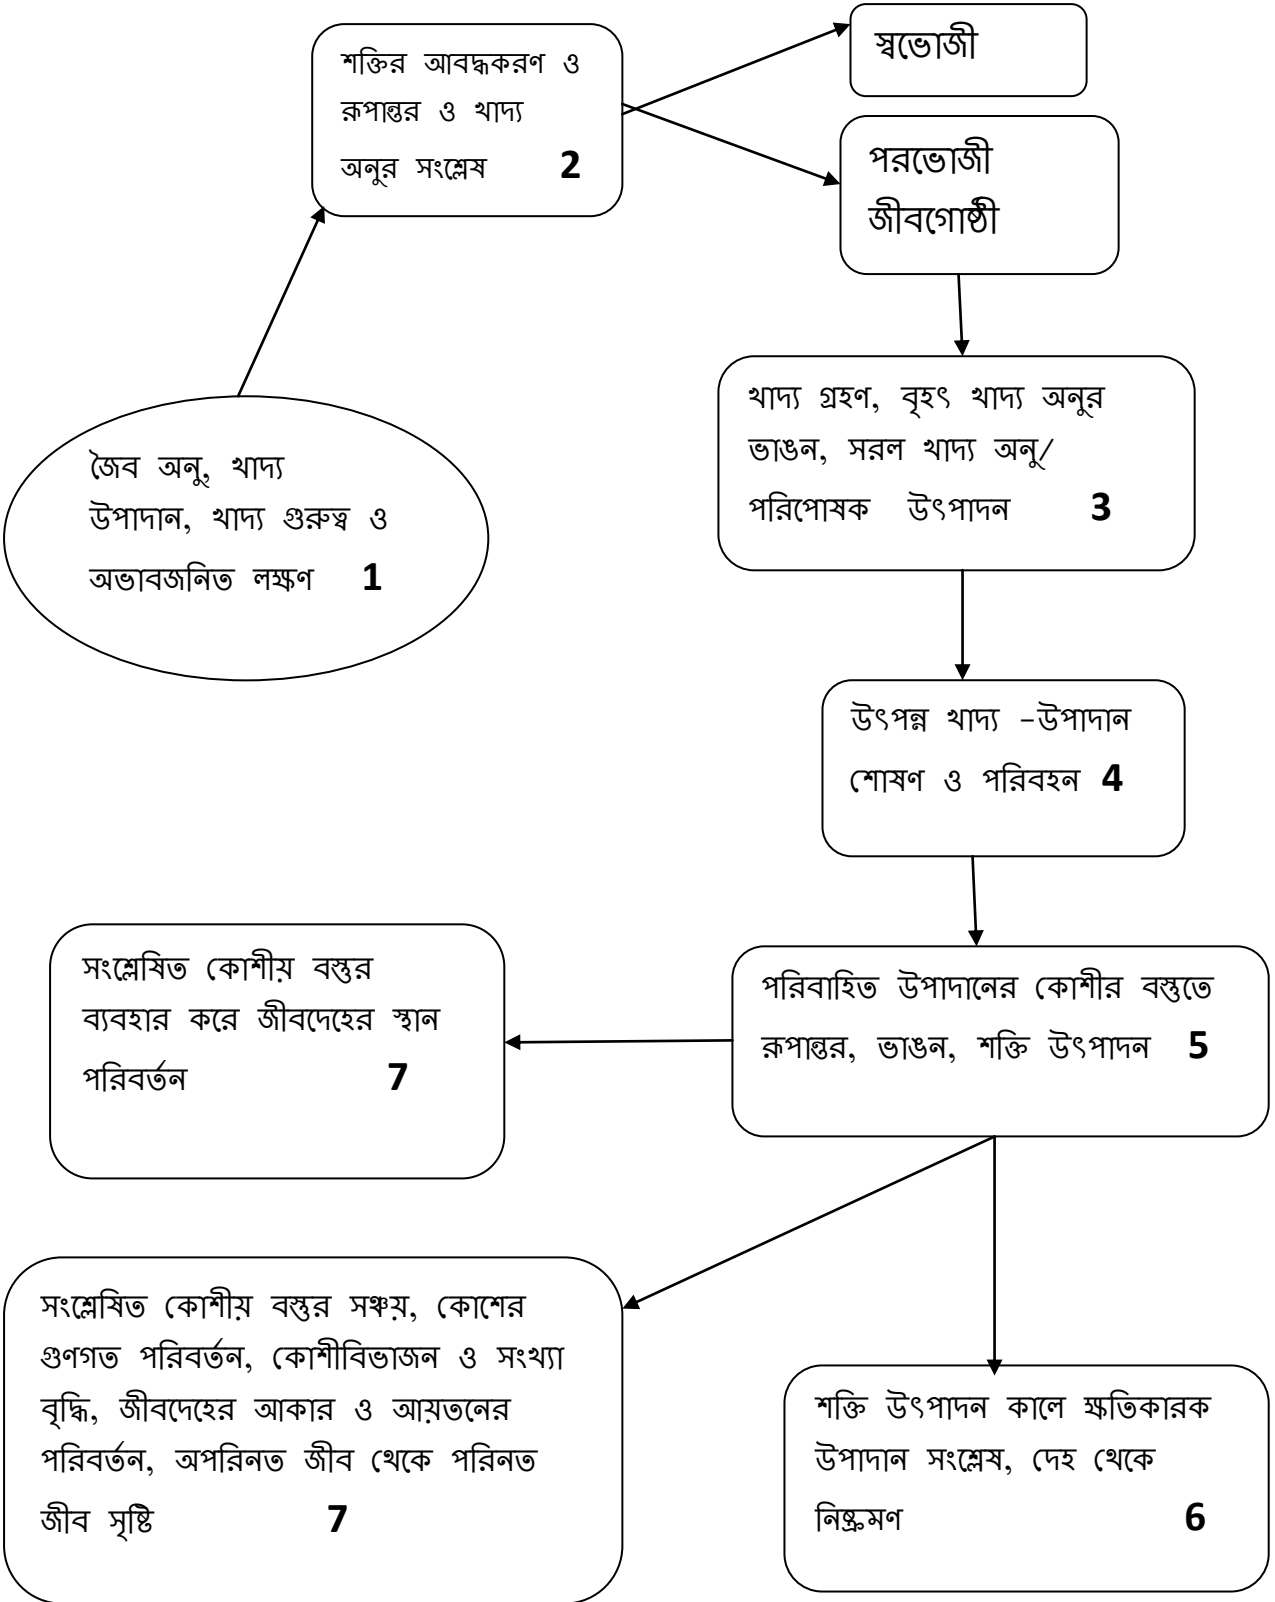 স্বভোজী
শক্তির আবদ্ধকরণ ও
রূপান্তর ও খাদ্য
অনুর সংশ্লেষ 2
পরভোজী
জীবগোষ্ঠী
খাদ্য গ্রহণ, বৃহৎ খাদ্য অনুর
ভাঙন, সরল খাদ্য অনু/
পরিপোষক উৎপাদন 3
জৈব অনু, খাদ্য
উপাদান, খাদ্য গুরুত্ব ও
অভাবজনিত লক্ষণ 1
উৎপন্ন খাদ্য -উপাদান
শোষণ ও পরিবহন 4
পরিবাহিত উপাদানের কোশীর বস্তুতে
রূপান্তর, ভাঙন, শক্তি উৎপাদন 5
সংশ্লেষিত কোশীয় বস্তুর
ব্যবহার করে জীবদেহের স্থান
পরিবর্তন 7
সংশ্লেষিত কোশীয় বস্তুর সঞ্চয়, কোশের
গুণগত পরিবর্তন, কোশীবিভাজন ও সংখ্যা
বৃদ্ধি, জীবদেহের আকার ও আয়তনের
পরিবর্তন, অপরিনত জীব থেকে পরিনত
জীব সৃষ্টি 7
শক্তি উৎপাদন কালে ক্ষতিকারক
উপাদান সংশ্লেষ, দেহ থেকে
নিষ্ক্রমণ 6